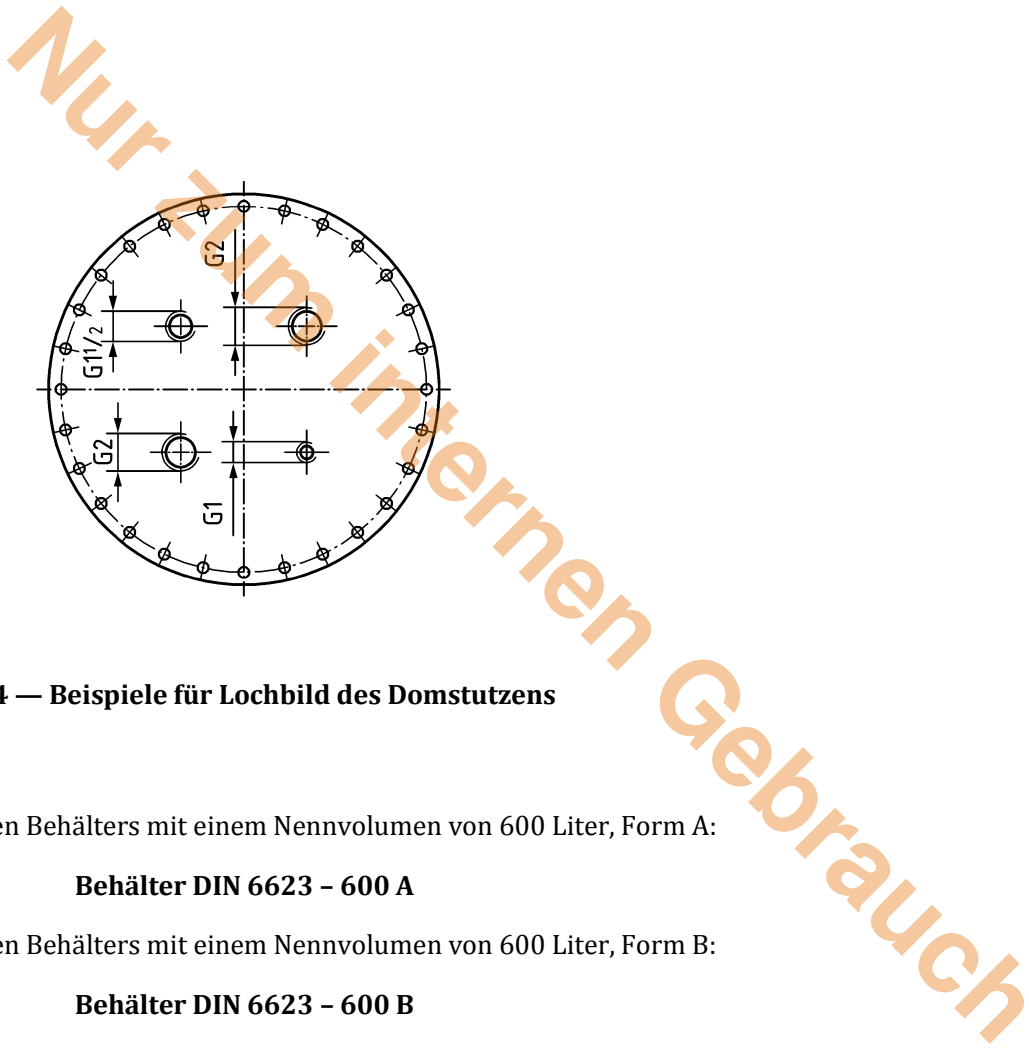 Nur zum internen Gebrauch
G2
G1 1/2
G2
G1
4 — Beispiele für Lochbild des Domstutzens
en Behälters mit einem Nennvolumen von 600 Liter, Form A:
Behälter DIN 6623 – 600 A
en Behälters mit einem Nennvolumen von 600 Liter, Form B:
Behälter DIN 6623 – 600 B